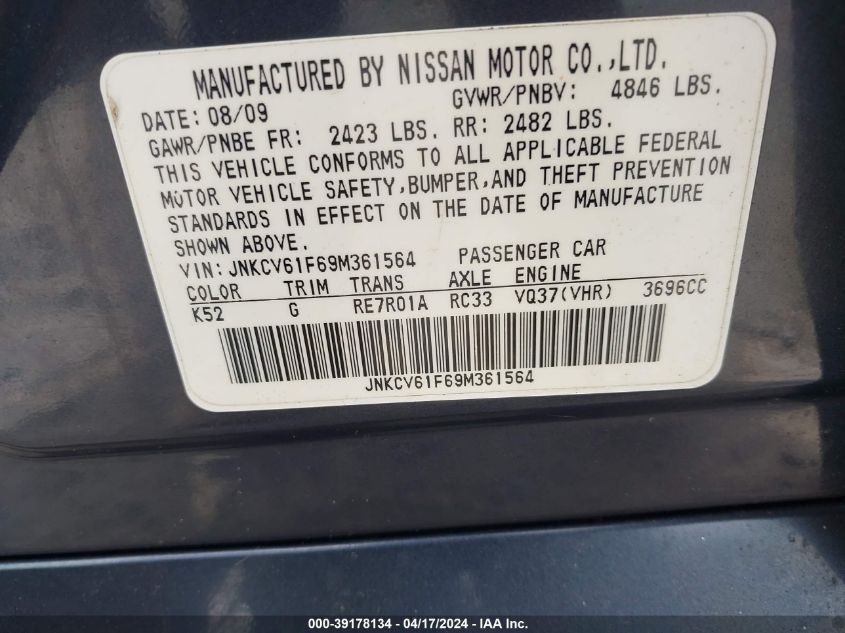 MANUFACTURED BY NISSAN MOTOR CO.,LTD.
DATE: 08/09 GVWR/PNBV: 4846 LBS.
GAWR/PNBE FR: 2423 LBS. RR: 2482 LBS.
THIS VEHICLE CONFORMS TO ALL APPLICABLE FEDERAL
MOTOR VEHICLE SAFETY,BUMPER,AND THEFT PREVENTION
STANDARDS IN EFFECT ON THE DATE OF MANUFACTURE
SHOWN ABOVE.
VIN: JNKCV61F69M361564 PASSENGER CAR
COLOR TRIM TRANS AXLE ENGINE
K52 G RE7R01A RC33 VQ37(VHR) 3696CC
JNKCV61F69M361564
000-39178134 - 04/17/2024 - IAA Inc.